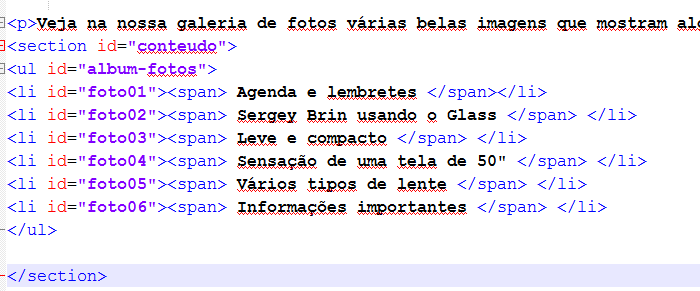 <p>Veja na nossa galeria de fotos várias belas imagens que mostram
<section id="conteudo">
<ul id="album-fotos">
<li id="foto01"><span> Agenda e lembretes </span></li>
<li id="foto02"><span> Sergey Brin usando o Glass </span> </li>
<li id="foto03"><span> Leve e compacto </span> </li>
<li id="foto04"><span> Sensação de uma tela de 50" </span> </li>
<li id="foto05"><span> Vários tipos de lente </span> </li>
<li id="foto06"><span> Informações importantes </span> </li>
</ul>
</section>